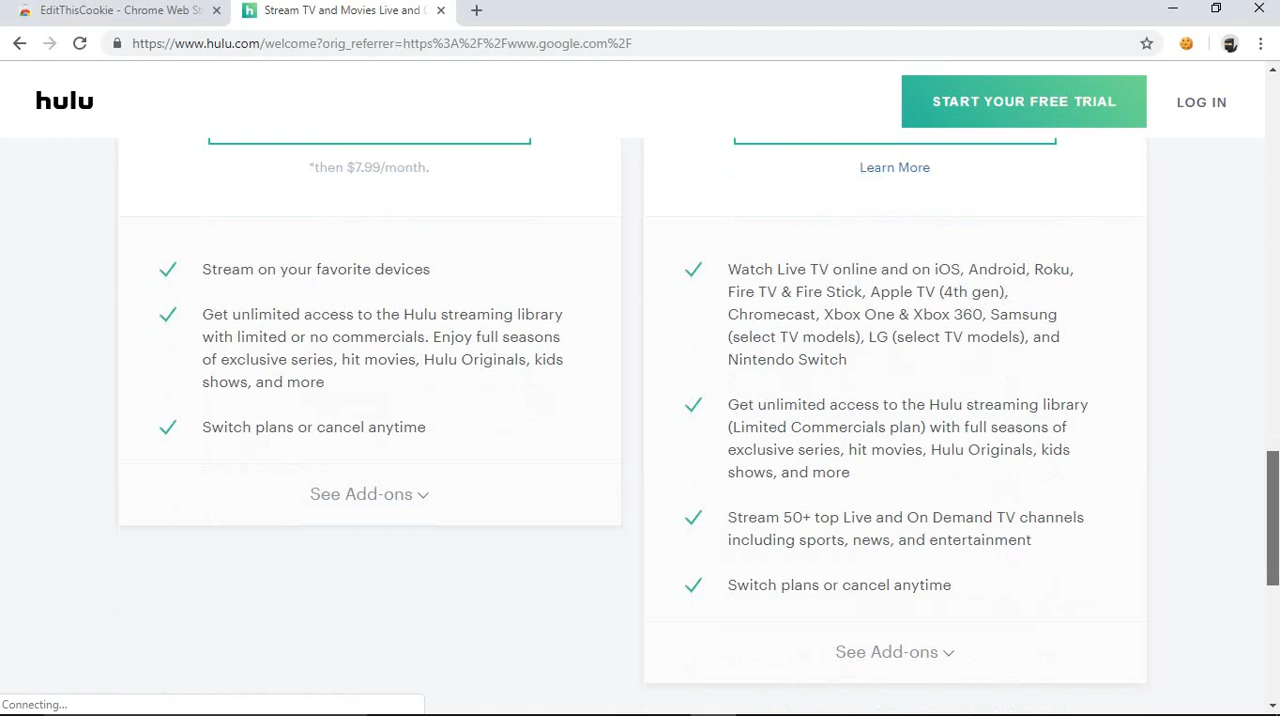 EditThisCookie - Chrome Web St
Stream TV and Movies Live and
https://www.hulu.com/welcome?orig_referrer=https%3A%2F%2Fwww.google.com%2F
hulu
START YOUR FREE TRIAL
LOG IN
*then $7.99/month.
Stream on your favorite devices
Get unlimited access to the Hulu streaming library
with limited or no commercials. Enjoy full seasons
of exclusive series, hit movies, Hulu Originals, kids
shows, and more
Switch plans or cancel anytime
See Add-ons
Learn More
Watch Live TV online and on iOS, Android, Roku,
Fire TV & Fire Stick, Apple TV (4th gen),
Chromecast, Xbox One & Xbox 360, Samsung
(select TV models), LG (select TV models), and
Nintendo Switch
Get unlimited access to the Hulu streaming library
(Limited Commercials plan) with full seasons of
exclusive series, hit movies, Hulu Originals, kids
shows, and more
Stream 50+ top Live and On Demand TV channels
including sports, news, and entertainment
Switch plans or cancel anytime
See Add-ons
Connecting...